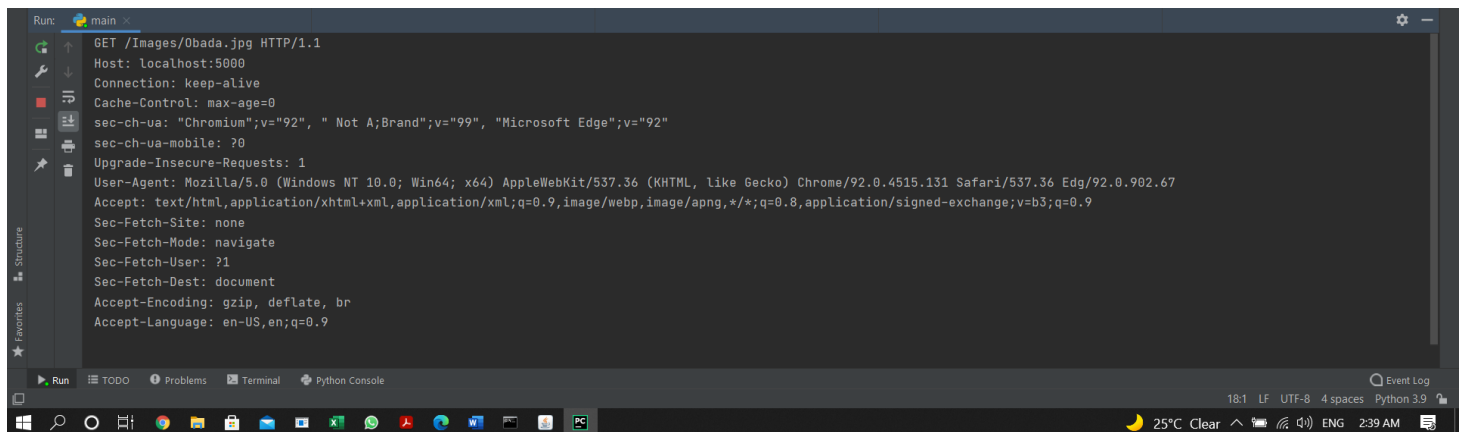 Run: main
GET /Images/Obada.jpg HTTP/1.1
Host: localhost:5000
Connection: keep-alive
Cache-Control: max-age=0
sec-ch-ua: "Chromium";v="92", " Not A;Brand";v="99", "Microsoft Edge";v="92"
sec-ch-ua-mobile: ?0
Upgrade-Insecure-Requests: 1
User-Agent: Mozilla/5.0 (Windows NT 10.0; Win64; x64) AppleWebKit/537.36 (KHTML, like Gecko) Chrome/92.0.4515.131 Safari/537.36 Edg/92.0.902.67
Accept: text/html,application/xhtml+xml,application/xml;q=0.9,image/webp,image/apng,*/*;q=0.8,application/signed-exchange;v=b3;q=0.9
Sec-Fetch-Site: none
Sec-Fetch-Mode: navigate
Sec-Fetch-User: ?1
Sec-Fetch-Dest: document
Accept-Encoding: gzip, deflate, br
Accept-Language: en-US,en;q=0.9
Structure
Favorites
Run TODO Problems Terminal Python Console Event Log
18:1 LF UTF-8 4 spaces Python 3.9
PC 25°C Clear ENG 2:39 AM